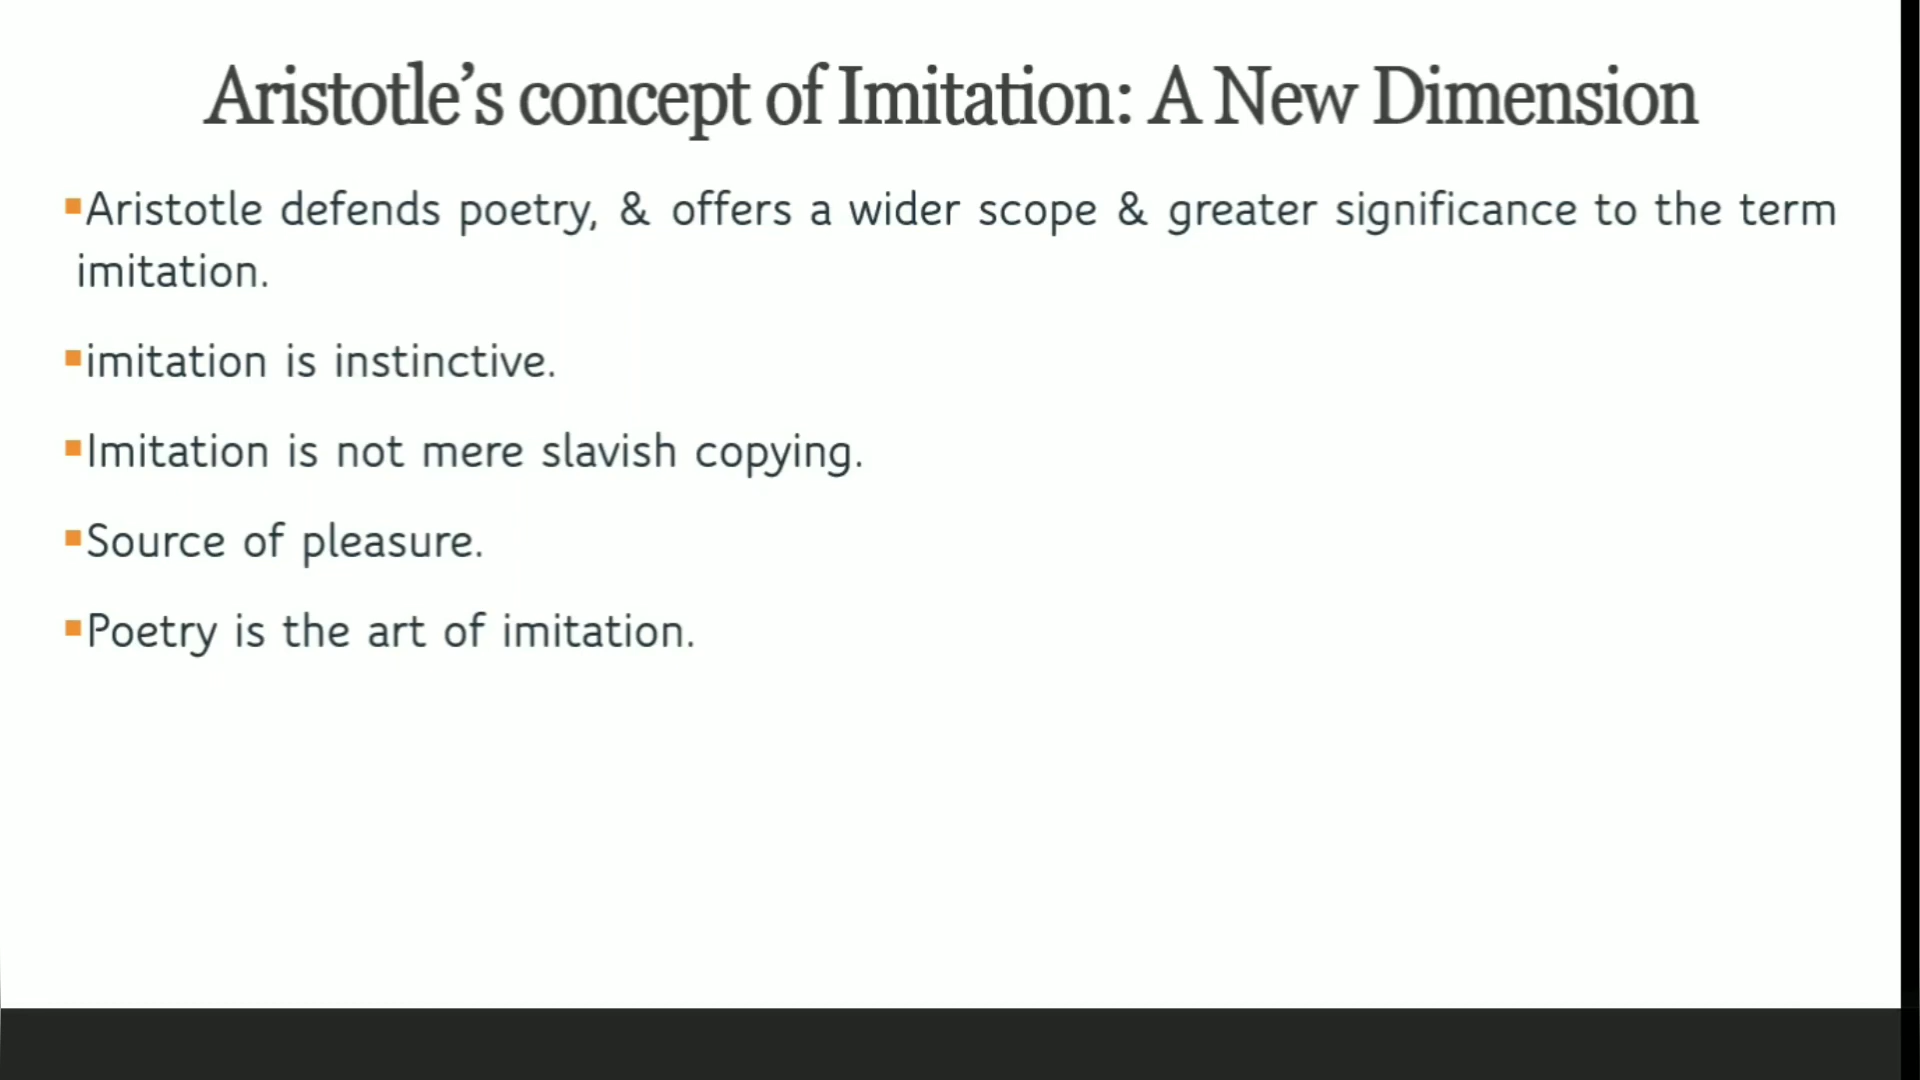 Aristotle’s concept of Imitation: A New Dimension
▪Aristotle defends poetry, & offers a wider scope & greater significance to the term
imitation.
▪imitation is instinctive.
▪Imitation is not mere slavish copying.
▪Source of pleasure.
▪Poetry is the art of imitation.